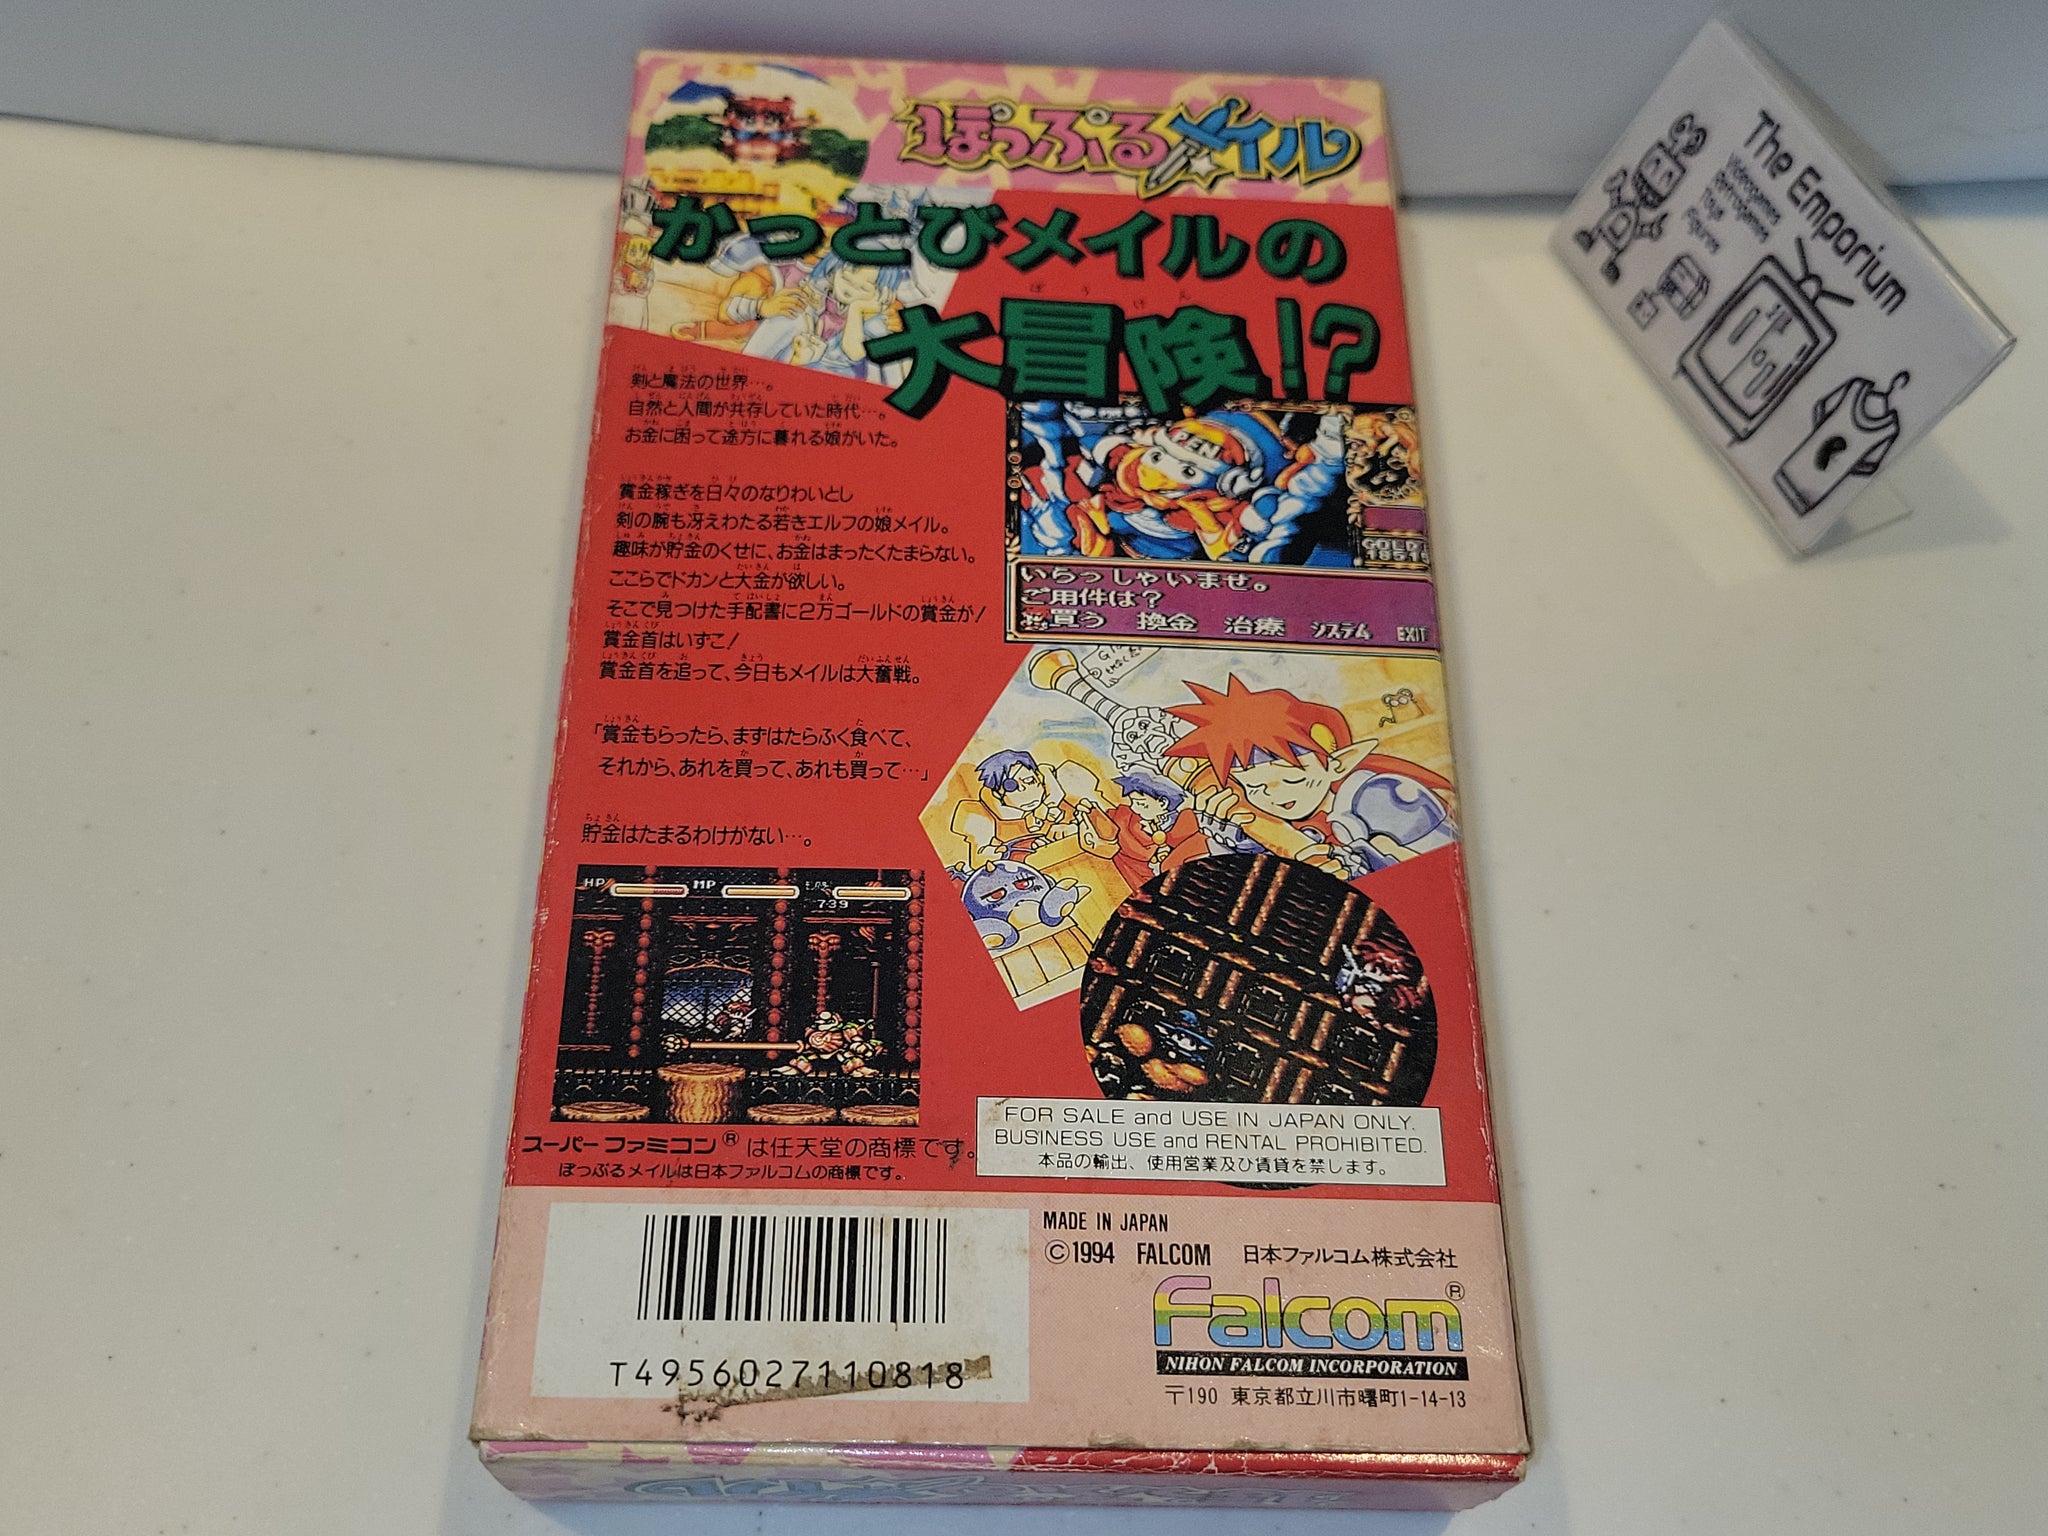 ぽっぷるメイル
かっとびメイルの
ぼうけん
大冒険!?
剣と魔法の世界…。
自然と人間が共存していた時代…。
お金に困って途方に暮れる娘がいた。
賞金稼ぎを日々のなりわいとし
剣の腕も冴えわたる若きエルフの娘メイル。
趣味が貯金のくせに、お金はまったくたまらない。
ここらでドカンと大金が欲しい。
そこで見つけた手配書に2万ゴールドの賞金が!
賞金首はいずこ!
賞金首を追って、今日もメイルは大奮戦。
「賞金もらったら、まずはたらふく食べて、
それから、あれを買って、あれも買って…」
貯金はたまるわけがない…。
PEN
GOLD
いらっしゃいませ。
ご用件は?
買う 換金 治療 システム EXIT
HP MP
739
スーパーファミコン®は任天堂の商標です。
ぽっぷるメイルは日本ファルコムの商標です。
FOR SALE and USE IN JAPAN ONLY.
BUSINESS USE and RENTAL PROHIBITED.
本品の輸出、使用営業及び賃貸を禁じます。
T4956027110818
MADE IN JAPAN
©1994 FALCOM 日本ファルコム株式会社
Falcom®
NIHON FALCOM INCORPORATION
〒190 東京都立川市曙町1-14-13
The Emporium
Videogames
Retrogames
Toys
Figures